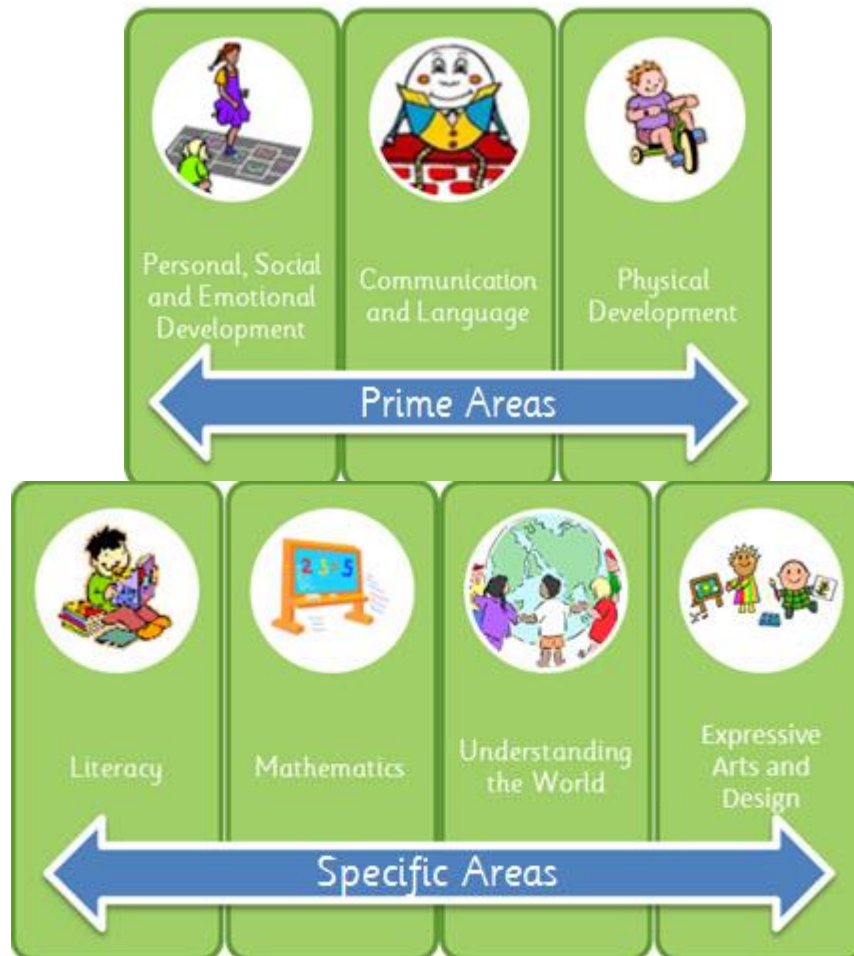 Personal, Social
and Emotional
Development
Communication
and Language
Physical
Development
Prime Areas
Literacy
Mathematics
Understanding
the World
Expressive
Arts and
Design
Specific Areas